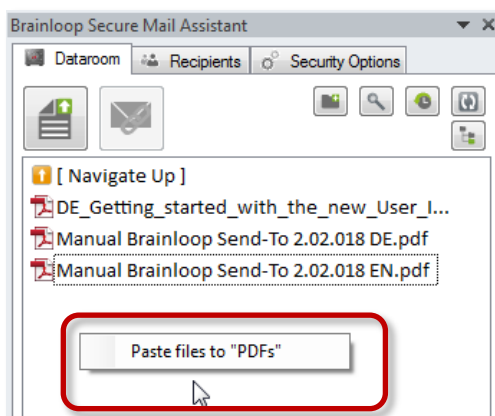 Brainloop Secure Mail Assistant
Dataroom Recipients Security Options
[ Navigate Up ]
DE_Getting_started_with_the_new_User_I...
Manual Brainloop Send-To 2.02.018 DE.pdf
Manual Brainloop Send-To 2.02.018 EN.pdf
Paste files to "PDFs"